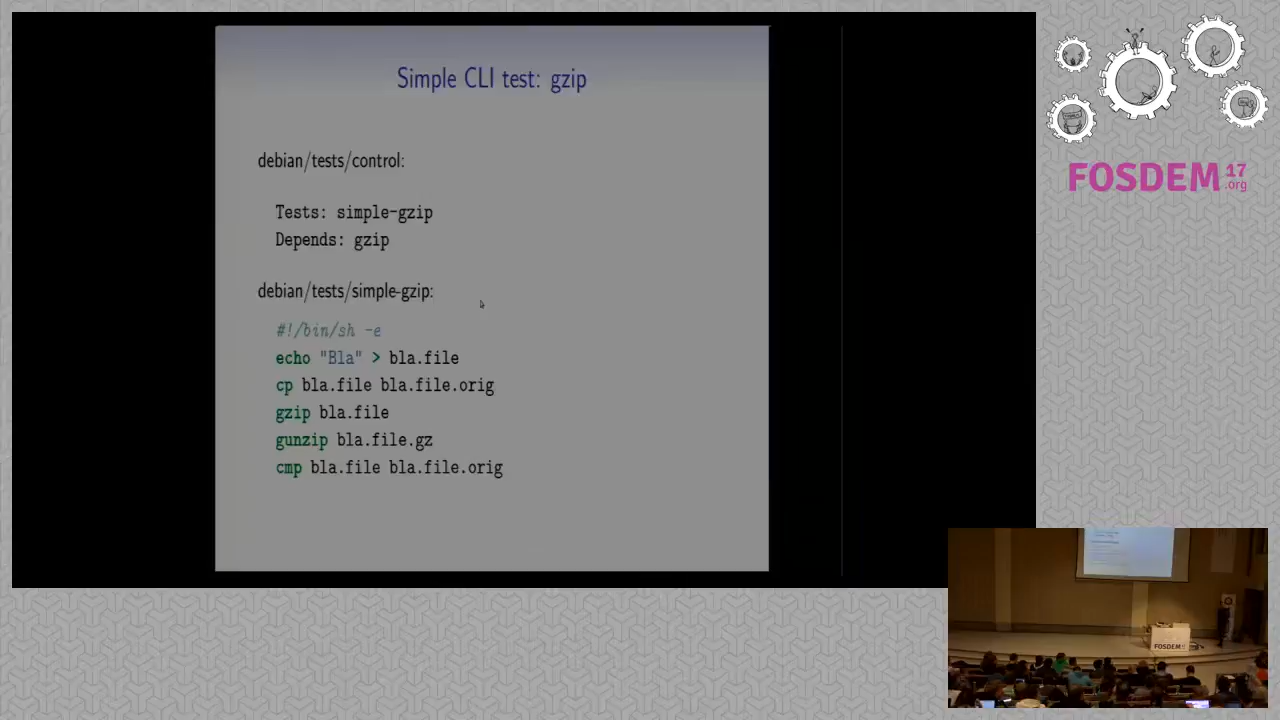 Simple CLI test: gzip
debian/tests/control:
Tests: simple-gzip
Depends: gzip
debian/tests/simple-gzip:
#!/bin/sh -e
echo "Bla" > bla.file
cp bla.file bla.file.orig
gzip bla.file
gunzip bla.file.gz
cmp bla.file bla.file.orig
FOSDEM 17
.org
FOSDEM